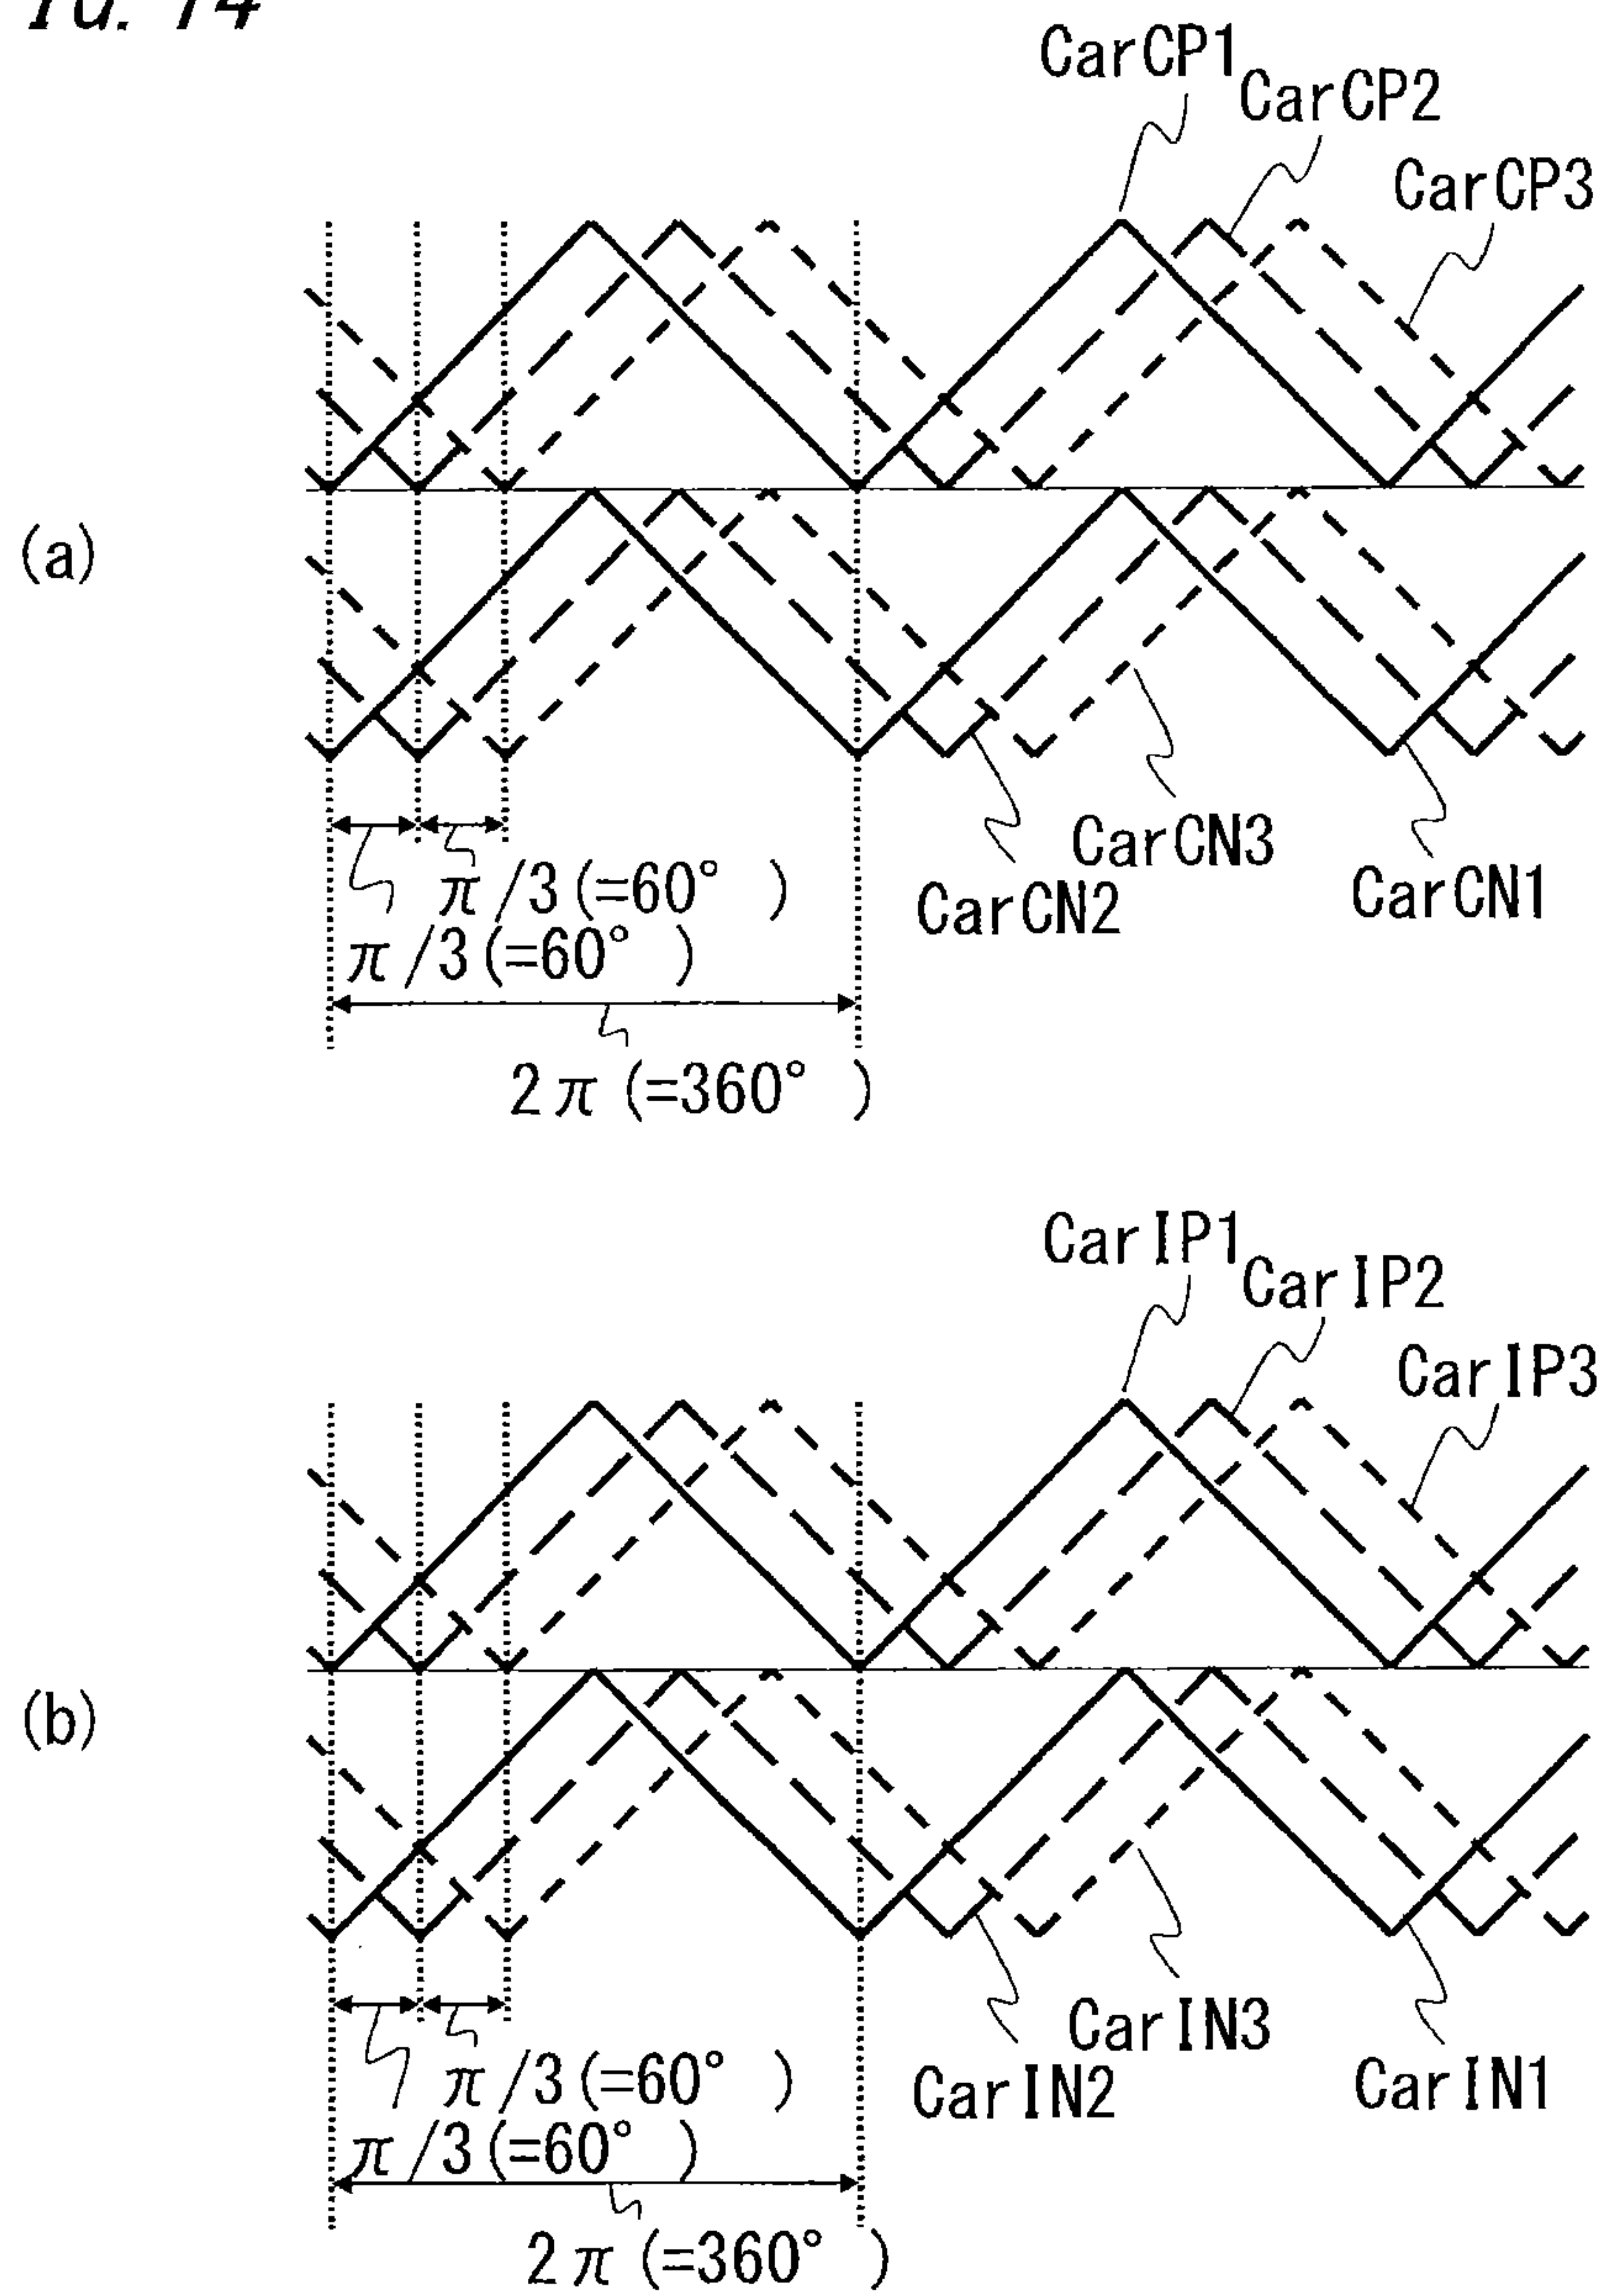 14
CarCP1
CarCP2
CarCP3
(a)
π/3(=60° )
π/3(=60° )
2π(=360° )
CarCN3
CarCN2
CarCN1
CarIP1
CarIP2
CarIP3
(b)
π/3(=60° )
π/3(=60° )
2π(=360° )
CarIN3
CarIN2
CarIN1